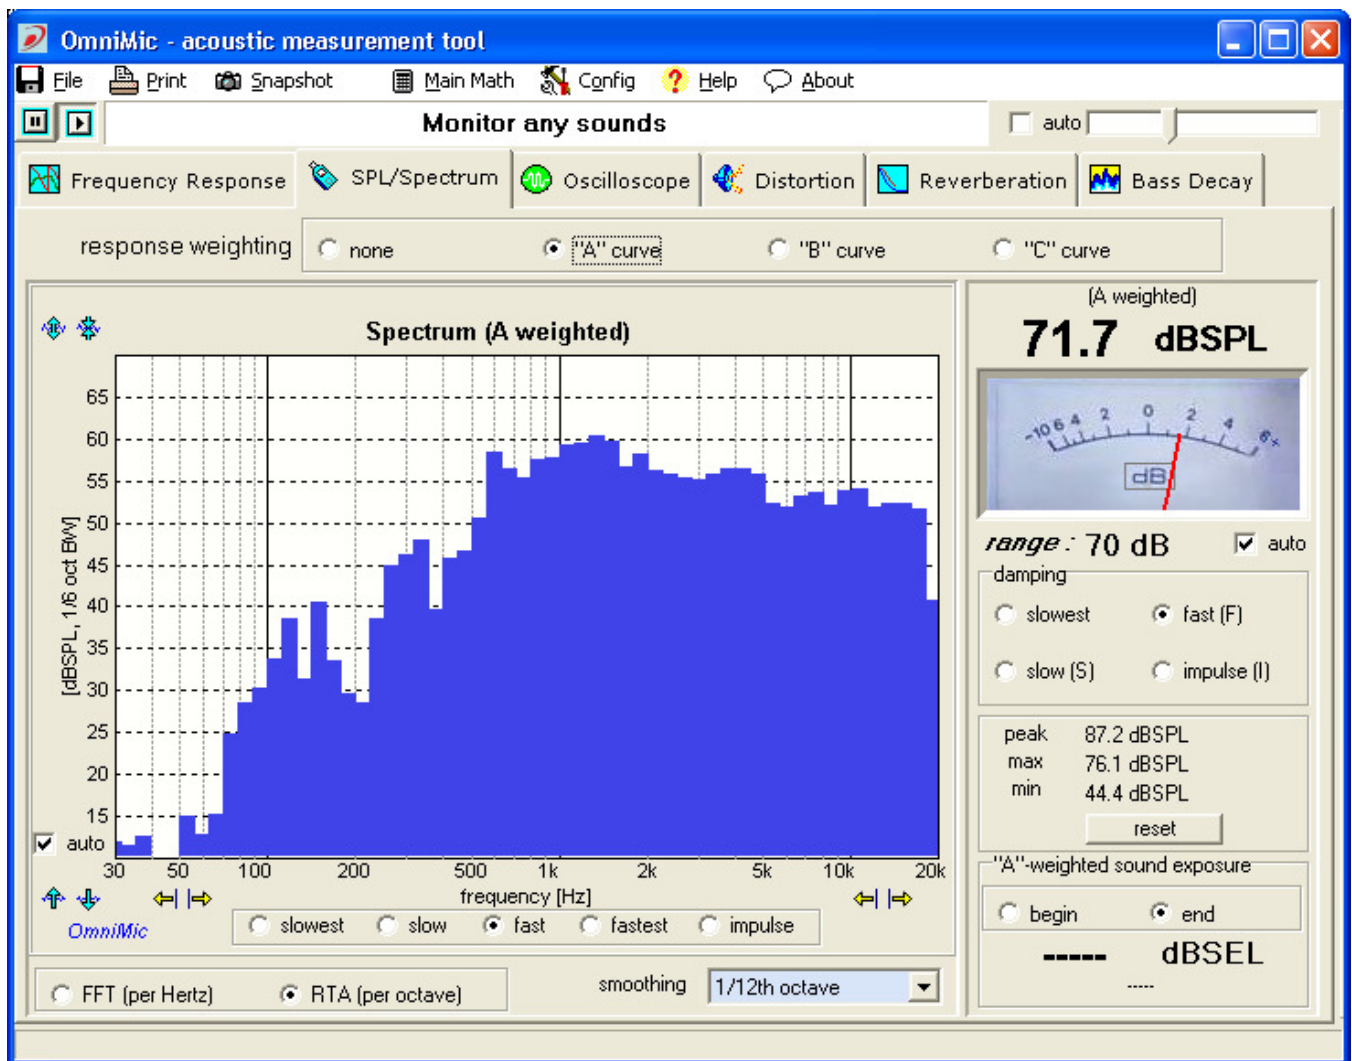 OmniMic - acoustic measurement tool
File Print Snapshot Main Math Config Help About
Monitor any sounds auto
Frequency Response SPL/Spectrum Oscilloscope Distortion Reverberation Bass Decay
response weighting none "A" curve "B" curve "C" curve
Spectrum (A weighted)
65
60
55
50
45
40
35
30
25
20
15
[dBSPL, 1/6 oct BW]
auto
30 50 100 200 500 1k 2k 5k 10k 20k
frequency [Hz]
OmniMic
slowest slow fast fastest impulse
FFT (per Hertz) RTA (per octave) smoothing 1/12th octave
(A weighted)
71.7 dBSPL
-10 6 4 2 0 2 4 6
dB
range: 70 dB auto
damping
slowest fast (F)
slow (S) impulse (I)
peak 87.2 dBSPL
max 76.1 dBSPL
min 44.4 dBSPL
reset
"A"-weighted sound exposure
begin end
----- dBSEL
-----